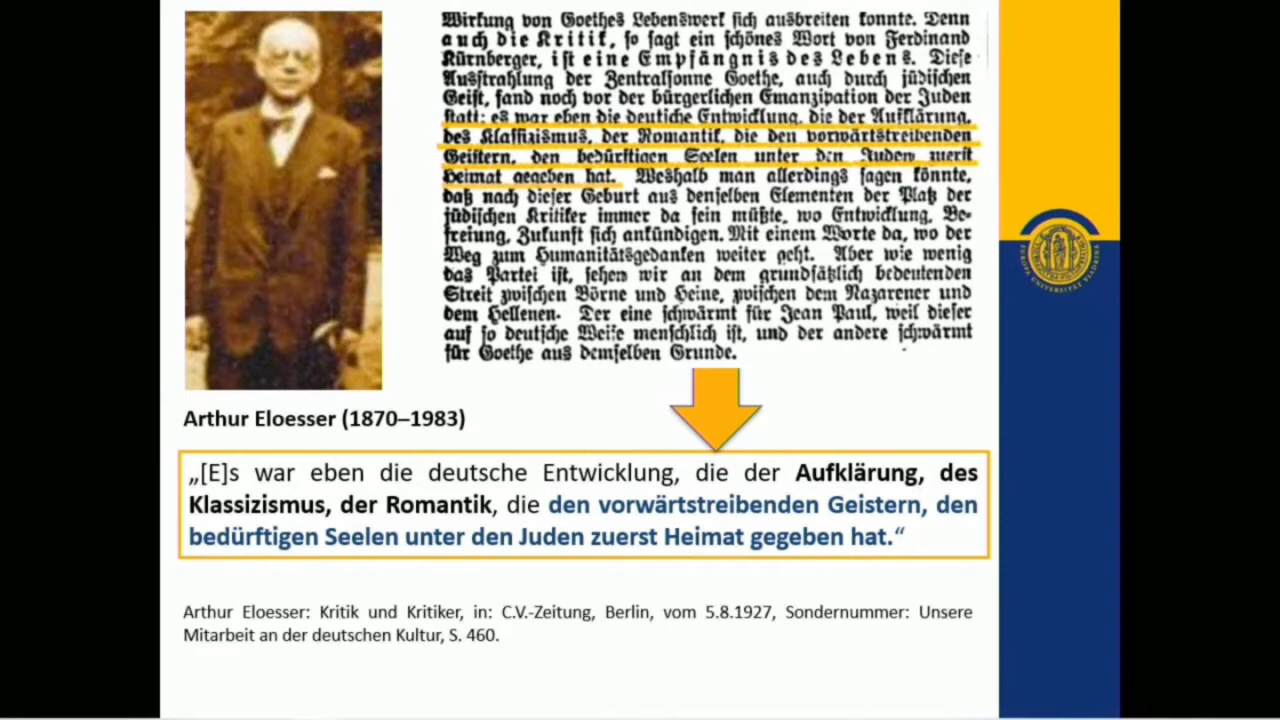 Wirkung von Goethes Lebenswerk sich ausbreiten konnte. Denn
auch die Kritik, so sagt ein schönes Wort von Ferdinand
Kürnberger, ist eine Empfängnis des Lebens. Diese
Ausstrahlung der Zentralsonne Goethe, auch durch jüdischen
Geist, fand noch vor der bürgerlichen Emanzipation der Juden
statt; es war eben die deutsche Entwicklung, die der Aufklärung,
des Klassizismus, der Romantik, die den vorwärtstreibenden
Geistern, den bedürftigen Seelen unter den Juden zuerst
Heimat gegeben hat. Weshalb man allerdings sagen könnte,
daß nach dieser Geburt aus denselben Elementen der Platz der
jüdischen Kritiker immer da sein müßte, wo Entwicklung, Be-
freiung, Zukunft sich ankündigen. Mit einem Worte da, wo der
Weg zum Humanitätsgedanken weiter geht. Aber wie wenig
das Partei ist, sehen wir an dem grundsätzlich bedeutenden
Streit zwischen Börne und Heine, zwischen dem Nazarener und
dem Hellenen. Der eine schwärmt für Jean Paul, weil dieser
auf so deutsche Weise menschlich ist, und der andere schwärmt
für Goethe aus demselben Grunde.
Arthur Eloesser (1870–1983)
„[E]s war eben die deutsche Entwicklung, die der Aufklärung, des
Klassizismus, der Romantik, die den vorwärtstreibenden Geistern, den
bedürftigen Seelen unter den Juden zuerst Heimat gegeben hat.“
Arthur Eloesser: Kritik und Kritiker, in: C.V.-Zeitung, Berlin, vom 5.8.1927, Sondernummer: Unsere
Mitarbeit an der deutschen Kultur, S. 460.
EUROPA UNIVERSITÄT VIADRINA